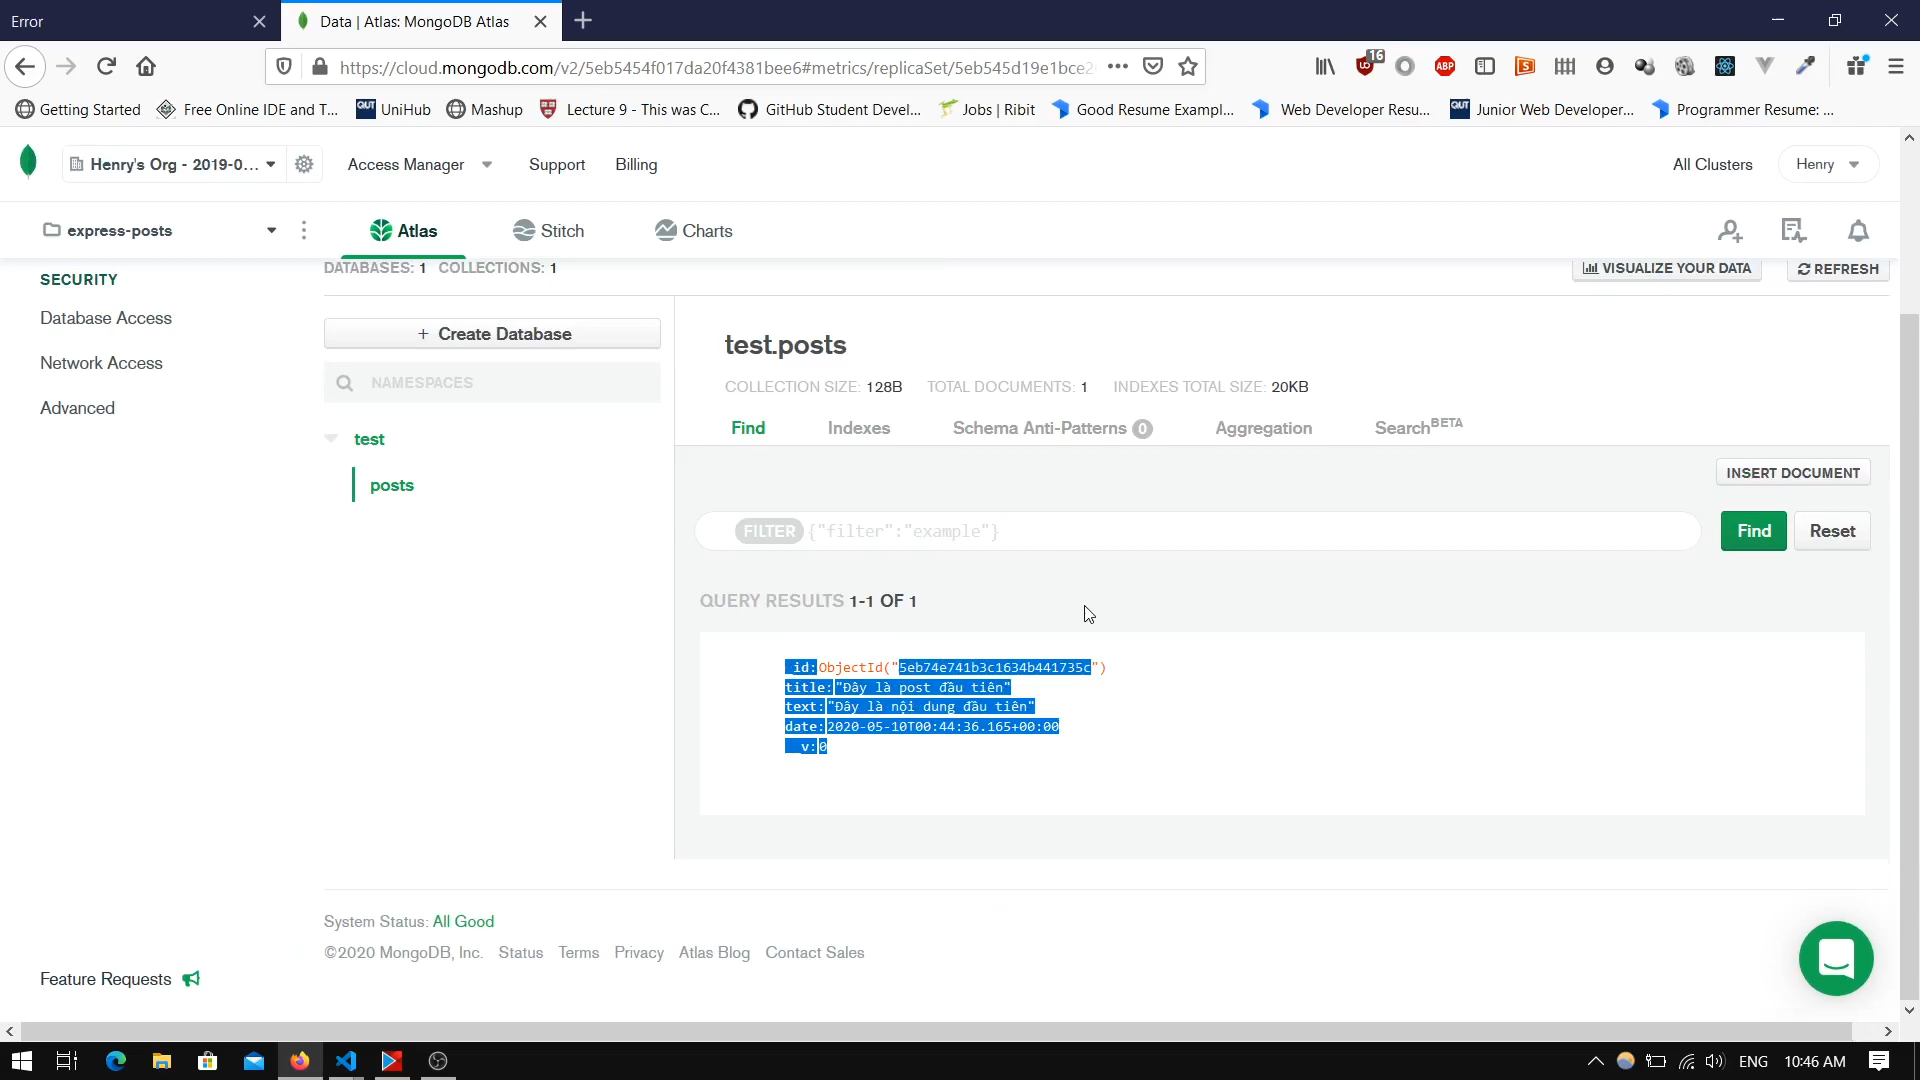 Error
Data | Atlas: MongoDB Atlas
https://cloud.mongodb.com/v2/5eb5454f017da20f4381bee6#metrics/replicaSet/5eb545d19e1bce2
16
ABP
Getting Started
Free Online IDE and T...
QUT UniHub
Mashup
Lecture 9 - This was C...
GitHub Student Devel...
Jobs | Ribit
Good Resume Exampl...
Web Developer Resu...
QUT Junior Web Developer...
Programmer Resume: ...
Henry's Org - 2019-0...
Access Manager
Support
Billing
All Clusters
Henry
express-posts
Atlas
Stitch
Charts
SECURITY
Database Access
Network Access
Advanced
Feature Requests
DATABASES: 1 COLLECTIONS: 1
VISUALIZE YOUR DATA
REFRESH
+ Create Database
NAMESPACES
test
posts
test.posts
COLLECTION SIZE: 128B TOTAL DOCUMENTS: 1 INDEXES TOTAL SIZE: 20KB
Find
Indexes
Schema Anti-Patterns 0
Aggregation
Search BETA
INSERT DOCUMENT
FILTER {"filter":"example"}
Find
Reset
QUERY RESULTS 1-1 OF 1
_id:ObjectId("5eb74e741b3c1634b441735c")
title:"Đây là post đầu tiên"
text:"Đây là nội dung đầu tiên"
date:2020-05-10T00:44:36.165+00:00
__v:0
System Status: All Good
©2020 MongoDB, Inc. Status Terms Privacy Atlas Blog Contact Sales
ENG
10:46 AM